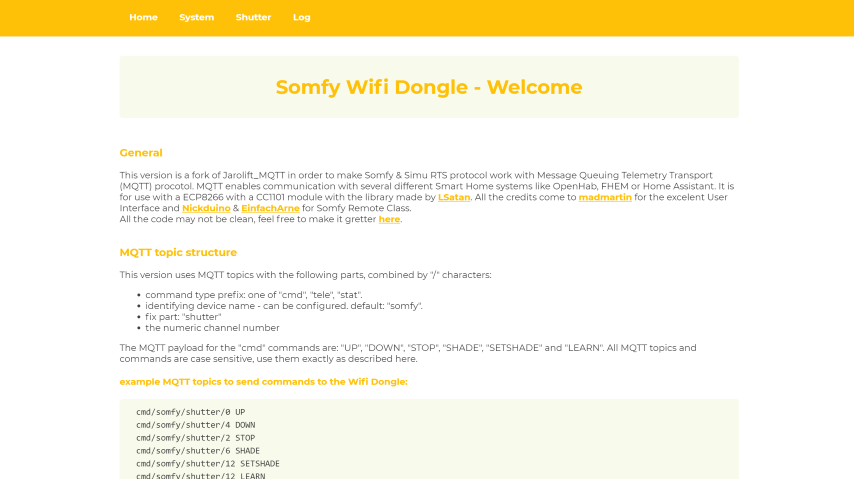 Home System Shutter Log
Somfy Wifi Dongle - Welcome
General
This version is a fork of Jarolift_MQTT in order to make Somfy & Simu RTS protocol work with Message Queuing Telemetry Transport
(MQTT) procotol. MQTT enables communication with several different Smart Home systems like OpenHab, FHEM or Home Assistant. It is
for use with a ECP8266 with a CC1101 module with the library made by LSatan. All the credits come to madmartin for the excelent User
Interface and Nickduino & EinfachArne for Somfy Remote Class.
All the code may not be clean, feel free to make it gretter here.
MQTT topic structure
This version uses MQTT topics with the following parts, combined by "/" characters:
• command type prefix: one of "cmd", "tele", "stat".
• identifying device name - can be configured. default: "somfy".
• fix part: "shutter"
• the numeric channel number
The MQTT payload for the "cmd" commands are: "UP", "DOWN", "STOP", "SHADE", "SETSHADE" and "LEARN". All MQTT topics and
commands are case sensitive, use them exactly as described here.
example MQTT topics to send commands to the Wifi Dongle:
cmd/somfy/shutter/0 UP
cmd/somfy/shutter/4 DOWN
cmd/somfy/shutter/2 STOP
cmd/somfy/shutter/6 SHADE
cmd/somfy/shutter/12 SETSHADE
cmd/somfy/shutter/12 LEARN